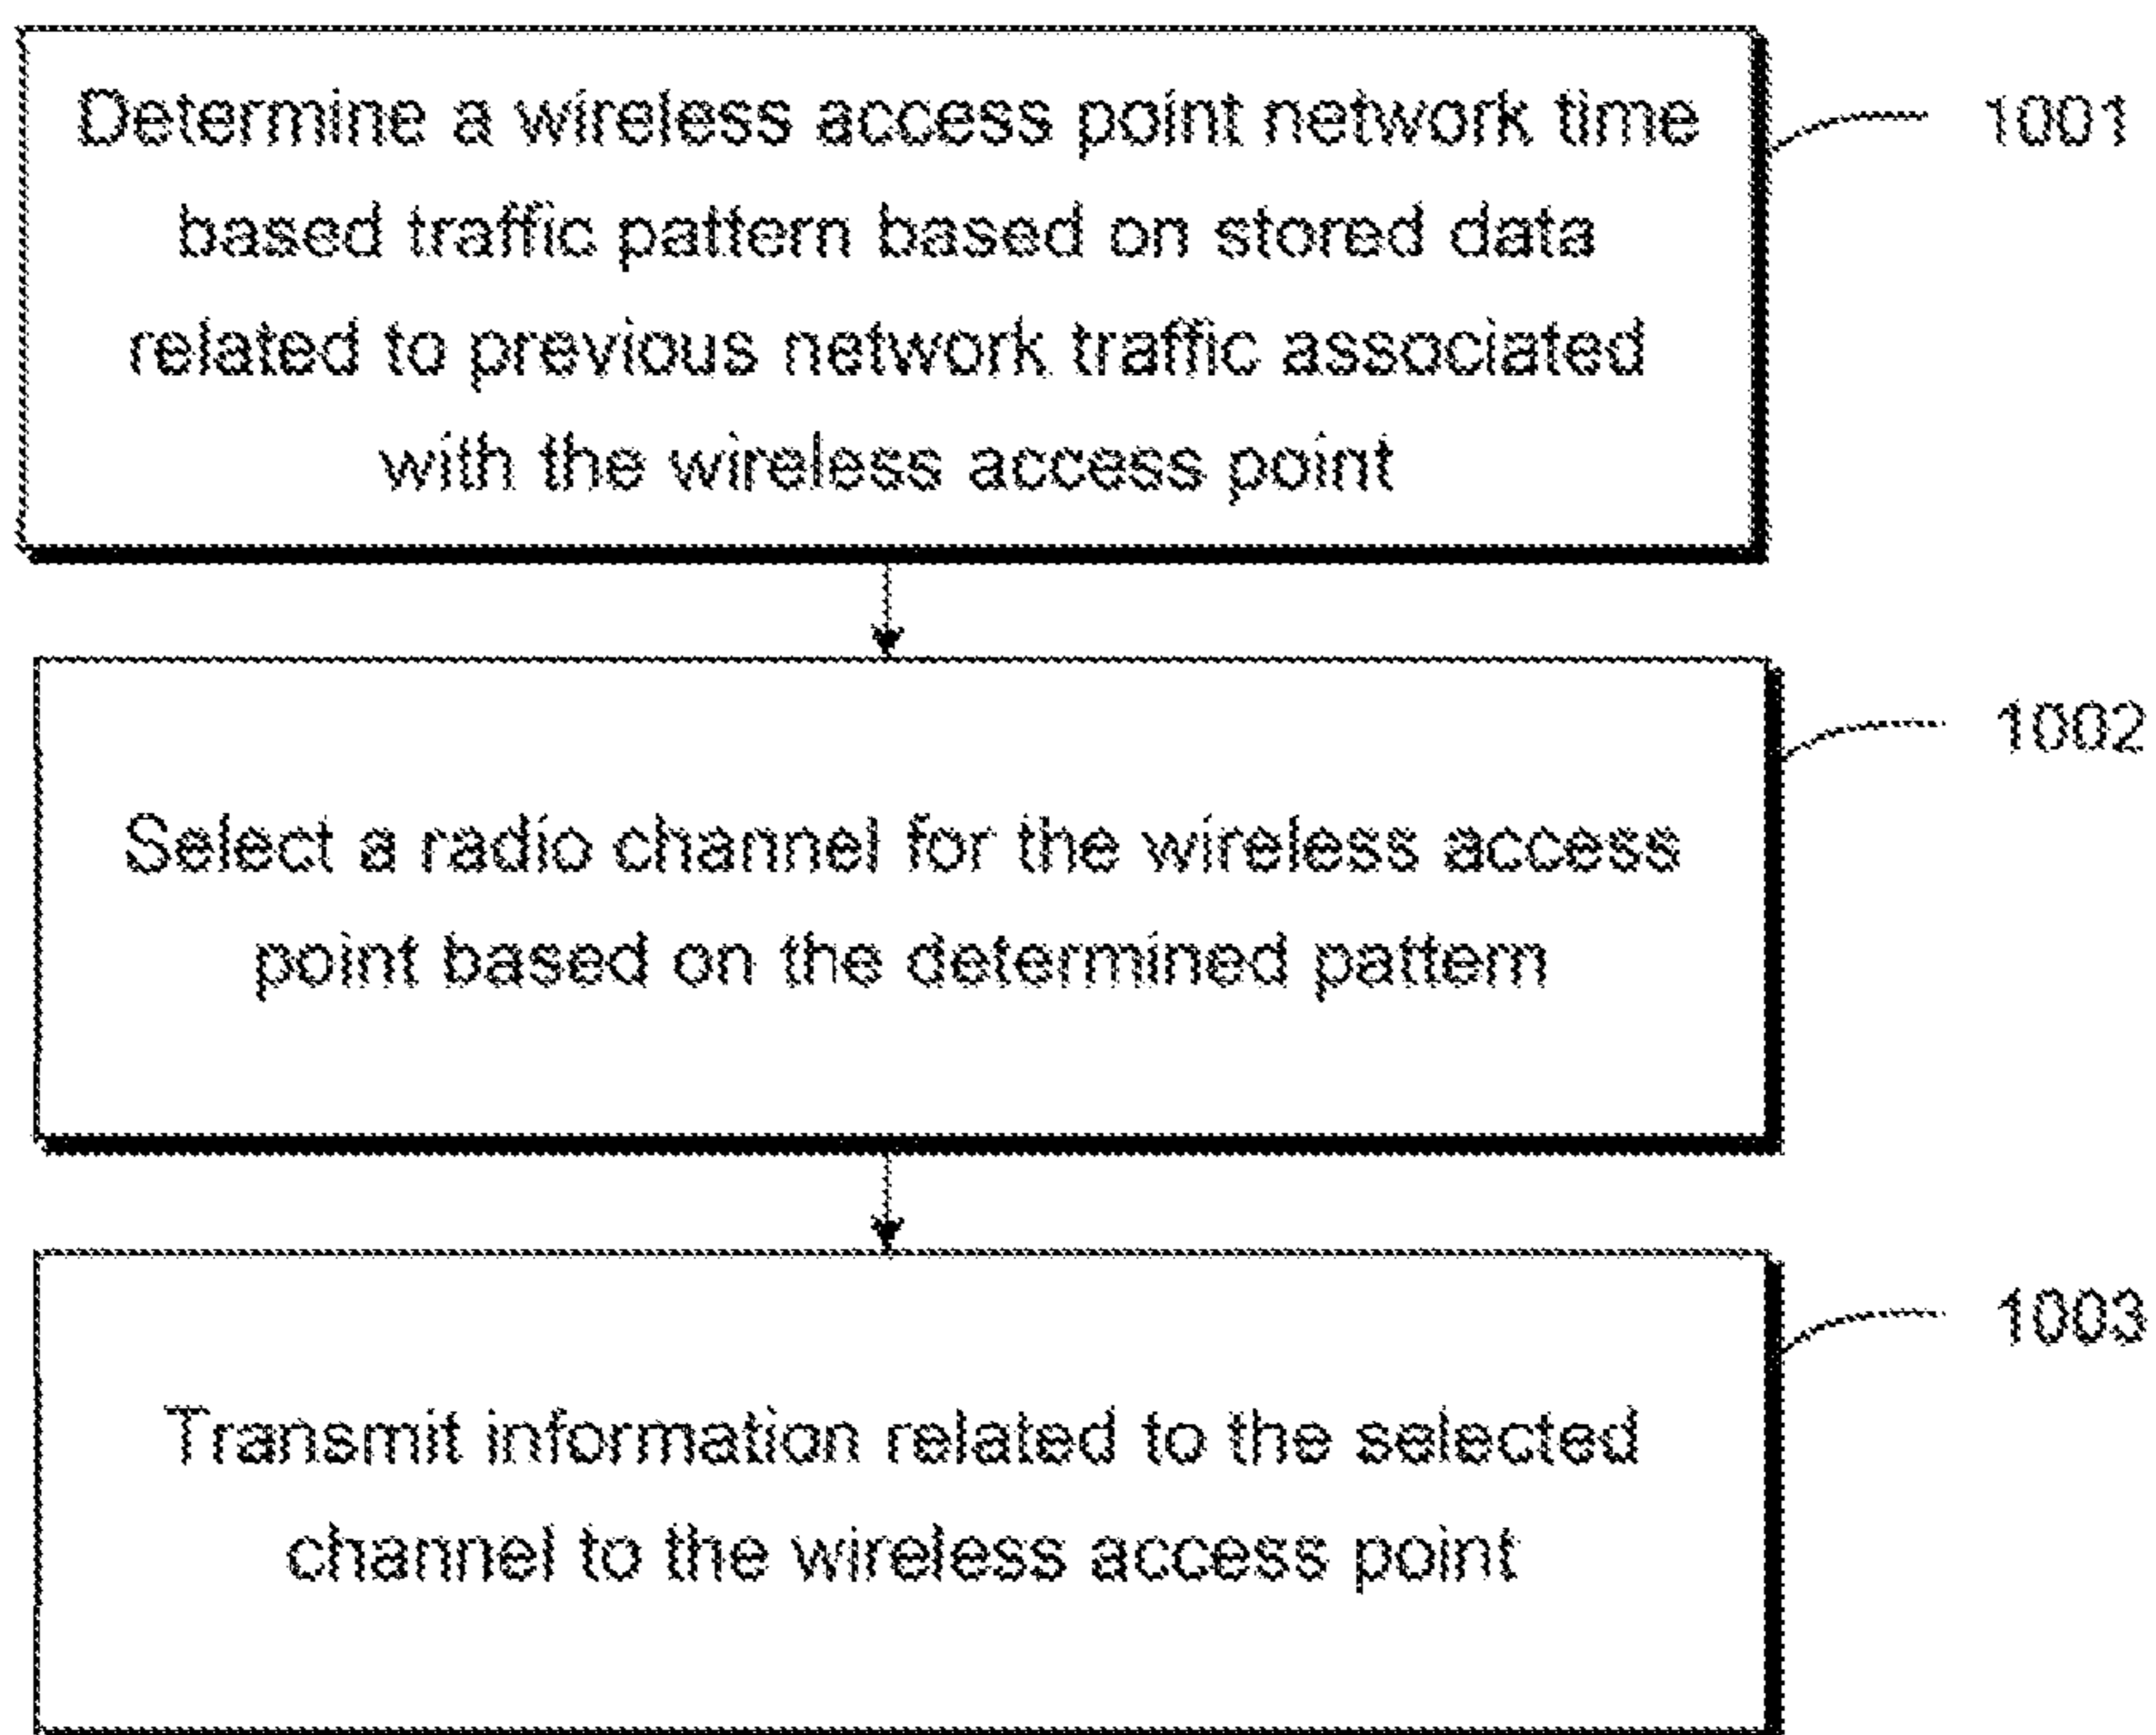 Determine a wireless access point network time
1001
based traffic pattern based on stored data
related to previous network traffic associated
with the wireless access point
1002
Select a radio channel for the wireless access
point based on the determined pattern
1003
Transmit information related to the selected
channel to the wireless access point